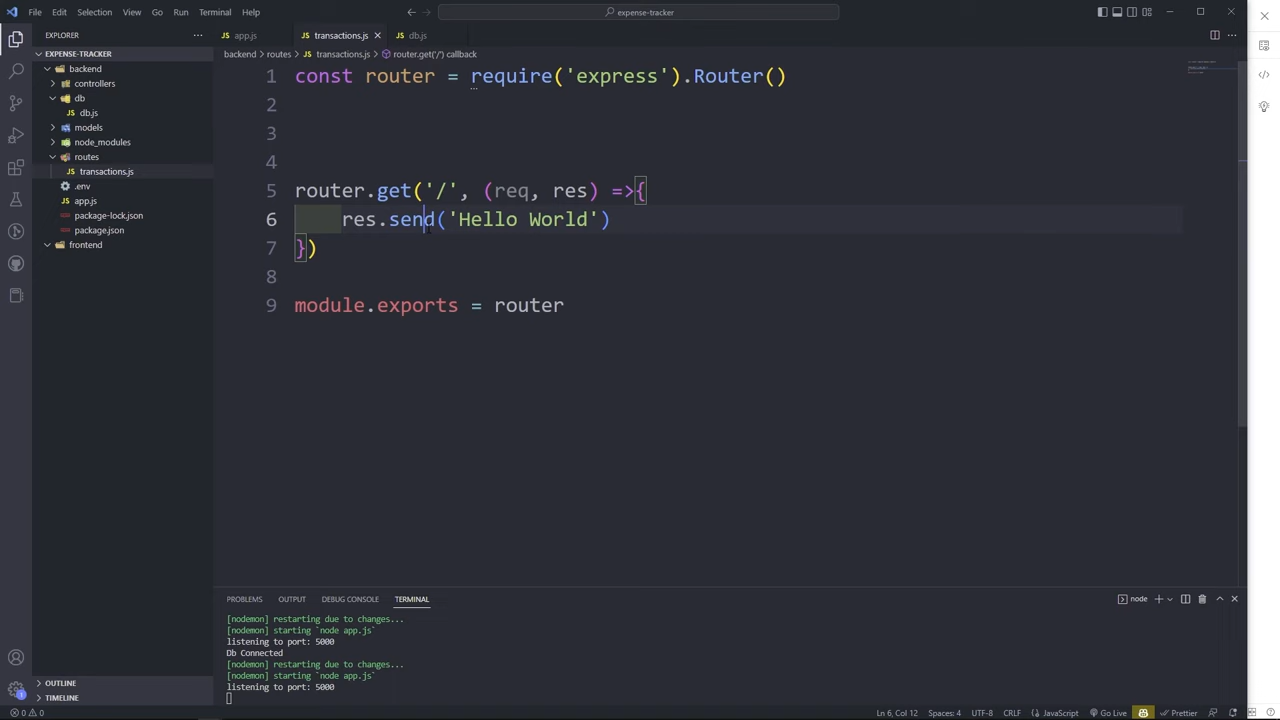 File Edit Selection View Go Run Terminal Help
expense-tracker
EXPLORER
EXPENSE-TRACKER
backend
controllers
db
db.js
models
node_modules
routes
transactions.js
.env
app.js
package-lock.json
package.json
frontend
OUTLINE
TIMELINE
app.js transactions.js db.js
backend > routes > transactions.js > router.get('/') callback
1 const router = require('express').Router()
2
3
4
5 router.get('/', (req, res) =>{
6 res.send('Hello World')
7 })
8
9 module.exports = router
PROBLEMS OUTPUT DEBUG CONSOLE TERMINAL
node
[nodemon] restarting due to changes...
[nodemon] starting `node app.js`
listening to port: 5000
Db Connected
[nodemon] restarting due to changes...
[nodemon] starting `node app.js`
listening to port: 5000
0 0
Ln 6, Col 12 Spaces: 4 UTF-8 CRLF JavaScript Go Live Prettier